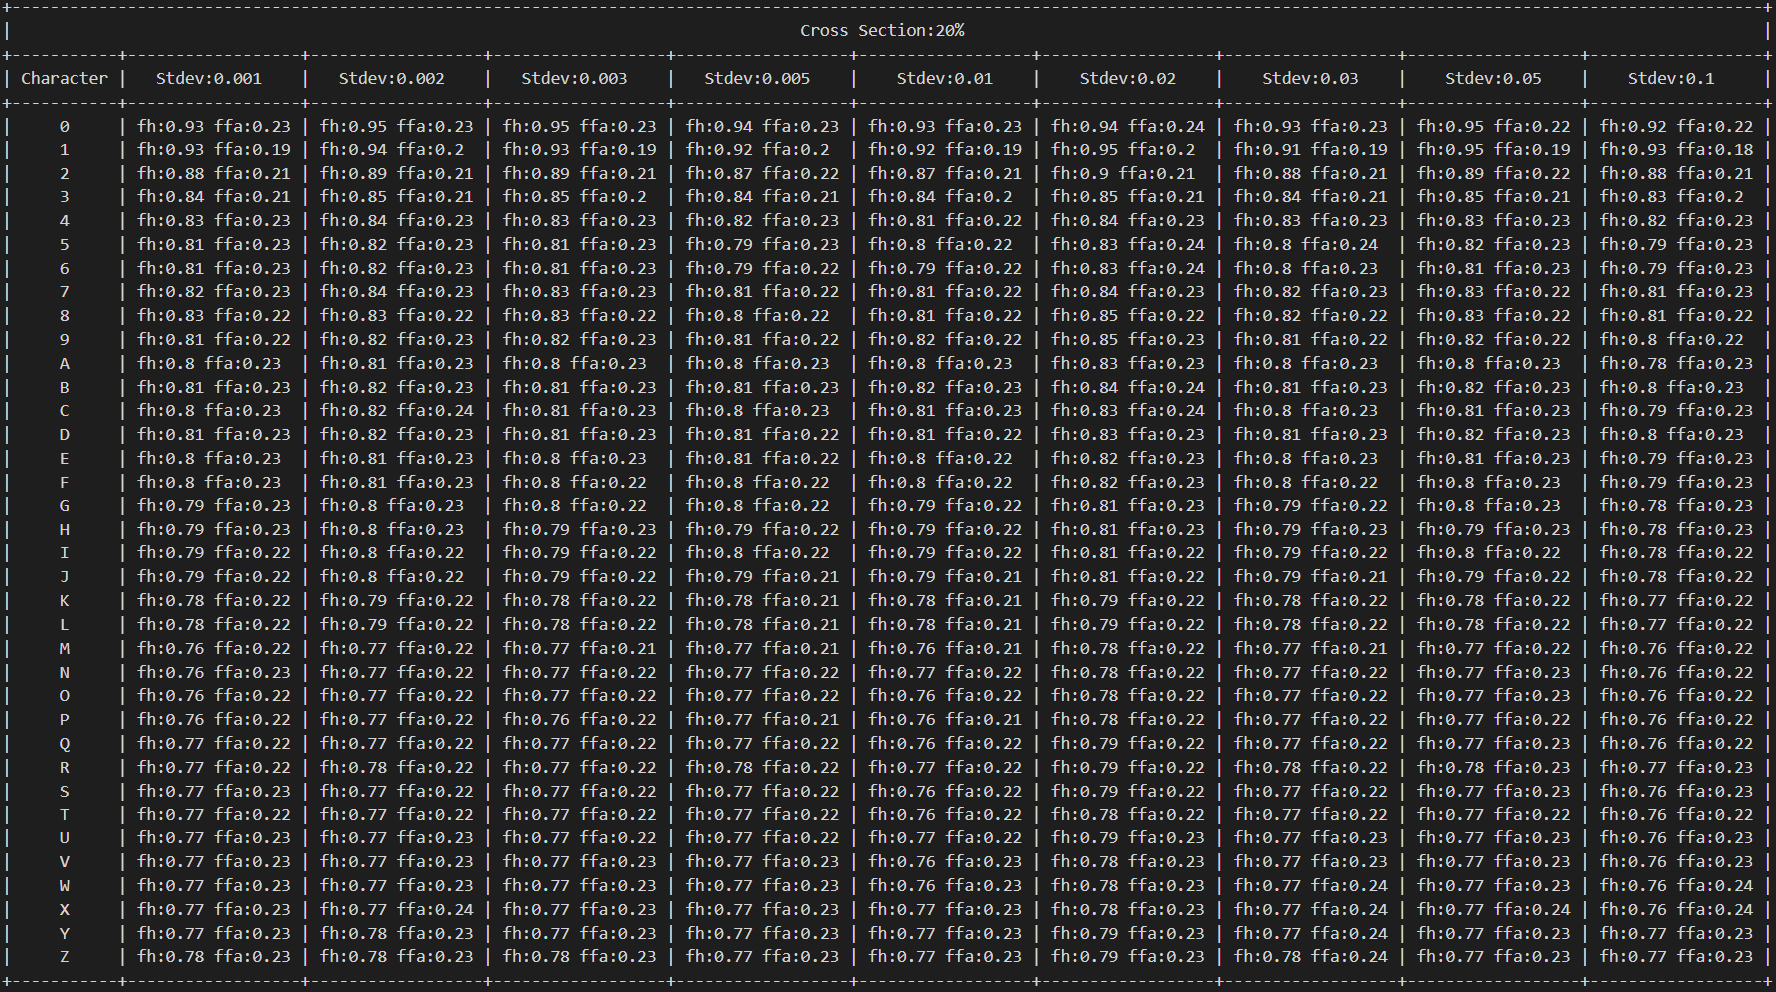 Cross Section:20%
| Character | Stdev:0.001 | Stdev:0.002 | Stdev:0.003 | Stdev:0.005 | Stdev:0.01 | Stdev:0.02 | Stdev:0.03 | Stdev:0.05 | Stdev:0.1 |
| 0 | fh:0.93 ffa:0.23 | fh:0.95 ffa:0.23 | fh:0.95 ffa:0.23 | fh:0.94 ffa:0.23 | fh:0.93 ffa:0.23 | fh:0.94 ffa:0.24 | fh:0.93 ffa:0.23 | fh:0.95 ffa:0.22 | fh:0.92 ffa:0.22 |
| 1 | fh:0.93 ffa:0.19 | fh:0.94 ffa:0.2 | fh:0.93 ffa:0.19 | fh:0.92 ffa:0.2 | fh:0.92 ffa:0.19 | fh:0.95 ffa:0.2 | fh:0.91 ffa:0.19 | fh:0.95 ffa:0.19 | fh:0.93 ffa:0.18 |
| 2 | fh:0.88 ffa:0.21 | fh:0.89 ffa:0.21 | fh:0.89 ffa:0.21 | fh:0.87 ffa:0.22 | fh:0.87 ffa:0.21 | fh:0.9 ffa:0.21 | fh:0.88 ffa:0.21 | fh:0.89 ffa:0.22 | fh:0.88 ffa:0.21 |
| 3 | fh:0.84 ffa:0.21 | fh:0.85 ffa:0.21 | fh:0.85 ffa:0.2 | fh:0.84 ffa:0.21 | fh:0.84 ffa:0.2 | fh:0.85 ffa:0.21 | fh:0.84 ffa:0.21 | fh:0.85 ffa:0.21 | fh:0.83 ffa:0.2 |
| 4 | fh:0.83 ffa:0.23 | fh:0.84 ffa:0.23 | fh:0.83 ffa:0.23 | fh:0.82 ffa:0.23 | fh:0.81 ffa:0.22 | fh:0.84 ffa:0.23 | fh:0.83 ffa:0.23 | fh:0.83 ffa:0.23 | fh:0.82 ffa:0.23 |
| 5 | fh:0.81 ffa:0.23 | fh:0.82 ffa:0.23 | fh:0.81 ffa:0.23 | fh:0.79 ffa:0.23 | fh:0.8 ffa:0.22 | fh:0.83 ffa:0.24 | fh:0.8 ffa:0.24 | fh:0.82 ffa:0.23 | fh:0.79 ffa:0.23 |
| 6 | fh:0.81 ffa:0.23 | fh:0.82 ffa:0.23 | fh:0.81 ffa:0.23 | fh:0.79 ffa:0.22 | fh:0.79 ffa:0.22 | fh:0.83 ffa:0.24 | fh:0.8 ffa:0.23 | fh:0.81 ffa:0.23 | fh:0.79 ffa:0.23 |
| 7 | fh:0.82 ffa:0.23 | fh:0.84 ffa:0.23 | fh:0.83 ffa:0.23 | fh:0.81 ffa:0.22 | fh:0.81 ffa:0.22 | fh:0.84 ffa:0.23 | fh:0.82 ffa:0.23 | fh:0.83 ffa:0.22 | fh:0.81 ffa:0.23 |
| 8 | fh:0.83 ffa:0.22 | fh:0.83 ffa:0.22 | fh:0.83 ffa:0.22 | fh:0.8 ffa:0.22 | fh:0.81 ffa:0.22 | fh:0.85 ffa:0.22 | fh:0.82 ffa:0.22 | fh:0.83 ffa:0.22 | fh:0.81 ffa:0.22 |
| 9 | fh:0.81 ffa:0.22 | fh:0.82 ffa:0.23 | fh:0.82 ffa:0.23 | fh:0.81 ffa:0.22 | fh:0.82 ffa:0.22 | fh:0.85 ffa:0.23 | fh:0.81 ffa:0.22 | fh:0.82 ffa:0.22 | fh:0.8 ffa:0.22 |
| A | fh:0.8 ffa:0.23 | fh:0.81 ffa:0.23 | fh:0.8 ffa:0.23 | fh:0.8 ffa:0.23 | fh:0.8 ffa:0.23 | fh:0.83 ffa:0.23 | fh:0.8 ffa:0.23 | fh:0.8 ffa:0.23 | fh:0.78 ffa:0.23 |
| B | fh:0.81 ffa:0.23 | fh:0.82 ffa:0.23 | fh:0.81 ffa:0.23 | fh:0.81 ffa:0.23 | fh:0.82 ffa:0.23 | fh:0.84 ffa:0.24 | fh:0.81 ffa:0.23 | fh:0.82 ffa:0.23 | fh:0.8 ffa:0.23 |
| C | fh:0.8 ffa:0.23 | fh:0.82 ffa:0.24 | fh:0.81 ffa:0.23 | fh:0.8 ffa:0.23 | fh:0.81 ffa:0.23 | fh:0.83 ffa:0.24 | fh:0.8 ffa:0.23 | fh:0.81 ffa:0.23 | fh:0.79 ffa:0.23 |
| D | fh:0.81 ffa:0.23 | fh:0.82 ffa:0.23 | fh:0.81 ffa:0.23 | fh:0.81 ffa:0.22 | fh:0.81 ffa:0.22 | fh:0.83 ffa:0.23 | fh:0.81 ffa:0.23 | fh:0.82 ffa:0.23 | fh:0.8 ffa:0.23 |
| E | fh:0.8 ffa:0.23 | fh:0.81 ffa:0.23 | fh:0.8 ffa:0.23 | fh:0.81 ffa:0.22 | fh:0.8 ffa:0.22 | fh:0.82 ffa:0.23 | fh:0.8 ffa:0.23 | fh:0.81 ffa:0.23 | fh:0.79 ffa:0.23 |
| F | fh:0.8 ffa:0.23 | fh:0.81 ffa:0.23 | fh:0.8 ffa:0.22 | fh:0.8 ffa:0.22 | fh:0.8 ffa:0.22 | fh:0.82 ffa:0.23 | fh:0.8 ffa:0.22 | fh:0.8 ffa:0.23 | fh:0.79 ffa:0.23 |
| G | fh:0.79 ffa:0.23 | fh:0.8 ffa:0.23 | fh:0.8 ffa:0.22 | fh:0.8 ffa:0.22 | fh:0.79 ffa:0.22 | fh:0.81 ffa:0.23 | fh:0.79 ffa:0.22 | fh:0.8 ffa:0.23 | fh:0.78 ffa:0.23 |
| H | fh:0.79 ffa:0.23 | fh:0.8 ffa:0.23 | fh:0.79 ffa:0.23 | fh:0.79 ffa:0.22 | fh:0.79 ffa:0.22 | fh:0.81 ffa:0.23 | fh:0.79 ffa:0.23 | fh:0.79 ffa:0.23 | fh:0.78 ffa:0.23 |
| I | fh:0.79 ffa:0.22 | fh:0.8 ffa:0.22 | fh:0.79 ffa:0.22 | fh:0.8 ffa:0.22 | fh:0.79 ffa:0.22 | fh:0.81 ffa:0.22 | fh:0.79 ffa:0.22 | fh:0.8 ffa:0.22 | fh:0.78 ffa:0.22 |
| J | fh:0.79 ffa:0.22 | fh:0.8 ffa:0.22 | fh:0.79 ffa:0.22 | fh:0.79 ffa:0.21 | fh:0.79 ffa:0.21 | fh:0.81 ffa:0.22 | fh:0.79 ffa:0.21 | fh:0.79 ffa:0.22 | fh:0.78 ffa:0.22 |
| K | fh:0.78 ffa:0.22 | fh:0.79 ffa:0.22 | fh:0.78 ffa:0.22 | fh:0.78 ffa:0.21 | fh:0.78 ffa:0.21 | fh:0.79 ffa:0.22 | fh:0.78 ffa:0.22 | fh:0.78 ffa:0.22 | fh:0.77 ffa:0.22 |
| L | fh:0.78 ffa:0.22 | fh:0.79 ffa:0.22 | fh:0.78 ffa:0.22 | fh:0.78 ffa:0.21 | fh:0.78 ffa:0.21 | fh:0.79 ffa:0.22 | fh:0.78 ffa:0.22 | fh:0.78 ffa:0.22 | fh:0.77 ffa:0.22 |
| M | fh:0.76 ffa:0.22 | fh:0.77 ffa:0.22 | fh:0.77 ffa:0.21 | fh:0.77 ffa:0.21 | fh:0.76 ffa:0.21 | fh:0.78 ffa:0.22 | fh:0.77 ffa:0.21 | fh:0.77 ffa:0.22 | fh:0.76 ffa:0.22 |
| N | fh:0.76 ffa:0.23 | fh:0.77 ffa:0.22 | fh:0.77 ffa:0.22 | fh:0.77 ffa:0.22 | fh:0.77 ffa:0.22 | fh:0.78 ffa:0.22 | fh:0.77 ffa:0.22 | fh:0.77 ffa:0.23 | fh:0.76 ffa:0.23 |
| O | fh:0.76 ffa:0.22 | fh:0.77 ffa:0.22 | fh:0.77 ffa:0.22 | fh:0.77 ffa:0.22 | fh:0.76 ffa:0.22 | fh:0.78 ffa:0.22 | fh:0.77 ffa:0.22 | fh:0.77 ffa:0.23 | fh:0.76 ffa:0.22 |
| P | fh:0.76 ffa:0.22 | fh:0.77 ffa:0.22 | fh:0.76 ffa:0.22 | fh:0.77 ffa:0.21 | fh:0.76 ffa:0.21 | fh:0.78 ffa:0.22 | fh:0.77 ffa:0.22 | fh:0.77 ffa:0.22 | fh:0.76 ffa:0.22 |
| Q | fh:0.77 ffa:0.22 | fh:0.77 ffa:0.22 | fh:0.77 ffa:0.22 | fh:0.77 ffa:0.22 | fh:0.76 ffa:0.22 | fh:0.79 ffa:0.22 | fh:0.77 ffa:0.22 | fh:0.77 ffa:0.23 | fh:0.76 ffa:0.22 |
| R | fh:0.77 ffa:0.22 | fh:0.78 ffa:0.22 | fh:0.77 ffa:0.22 | fh:0.78 ffa:0.22 | fh:0.77 ffa:0.22 | fh:0.79 ffa:0.22 | fh:0.78 ffa:0.22 | fh:0.78 ffa:0.23 | fh:0.77 ffa:0.23 |
| S | fh:0.77 ffa:0.23 | fh:0.77 ffa:0.22 | fh:0.77 ffa:0.22 | fh:0.77 ffa:0.22 | fh:0.76 ffa:0.22 | fh:0.79 ffa:0.22 | fh:0.77 ffa:0.22 | fh:0.77 ffa:0.23 | fh:0.76 ffa:0.23 |
| T | fh:0.77 ffa:0.22 | fh:0.77 ffa:0.22 | fh:0.77 ffa:0.22 | fh:0.77 ffa:0.22 | fh:0.76 ffa:0.22 | fh:0.78 ffa:0.22 | fh:0.77 ffa:0.22 | fh:0.77 ffa:0.22 | fh:0.76 ffa:0.22 |
| U | fh:0.77 ffa:0.23 | fh:0.77 ffa:0.23 | fh:0.77 ffa:0.22 | fh:0.77 ffa:0.22 | fh:0.77 ffa:0.22 | fh:0.79 ffa:0.23 | fh:0.77 ffa:0.23 | fh:0.77 ffa:0.23 | fh:0.76 ffa:0.23 |
| V | fh:0.77 ffa:0.23 | fh:0.77 ffa:0.23 | fh:0.77 ffa:0.23 | fh:0.77 ffa:0.23 | fh:0.76 ffa:0.23 | fh:0.78 ffa:0.23 | fh:0.77 ffa:0.23 | fh:0.77 ffa:0.23 | fh:0.76 ffa:0.23 |
| W | fh:0.77 ffa:0.23 | fh:0.77 ffa:0.23 | fh:0.77 ffa:0.23 | fh:0.77 ffa:0.23 | fh:0.76 ffa:0.23 | fh:0.78 ffa:0.23 | fh:0.77 ffa:0.24 | fh:0.77 ffa:0.23 | fh:0.76 ffa:0.24 |
| X | fh:0.77 ffa:0.23 | fh:0.77 ffa:0.24 | fh:0.77 ffa:0.23 | fh:0.77 ffa:0.23 | fh:0.77 ffa:0.23 | fh:0.78 ffa:0.23 | fh:0.77 ffa:0.24 | fh:0.77 ffa:0.24 | fh:0.76 ffa:0.24 |
| Y | fh:0.77 ffa:0.23 | fh:0.78 ffa:0.23 | fh:0.77 ffa:0.23 | fh:0.77 ffa:0.23 | fh:0.77 ffa:0.23 | fh:0.79 ffa:0.23 | fh:0.77 ffa:0.24 | fh:0.77 ffa:0.23 | fh:0.77 ffa:0.23 |
| Z | fh:0.78 ffa:0.23 | fh:0.78 ffa:0.23 | fh:0.78 ffa:0.23 | fh:0.77 ffa:0.23 | fh:0.77 ffa:0.23 | fh:0.79 ffa:0.23 | fh:0.78 ffa:0.24 | fh:0.77 ffa:0.23 | fh:0.77 ffa:0.23 |